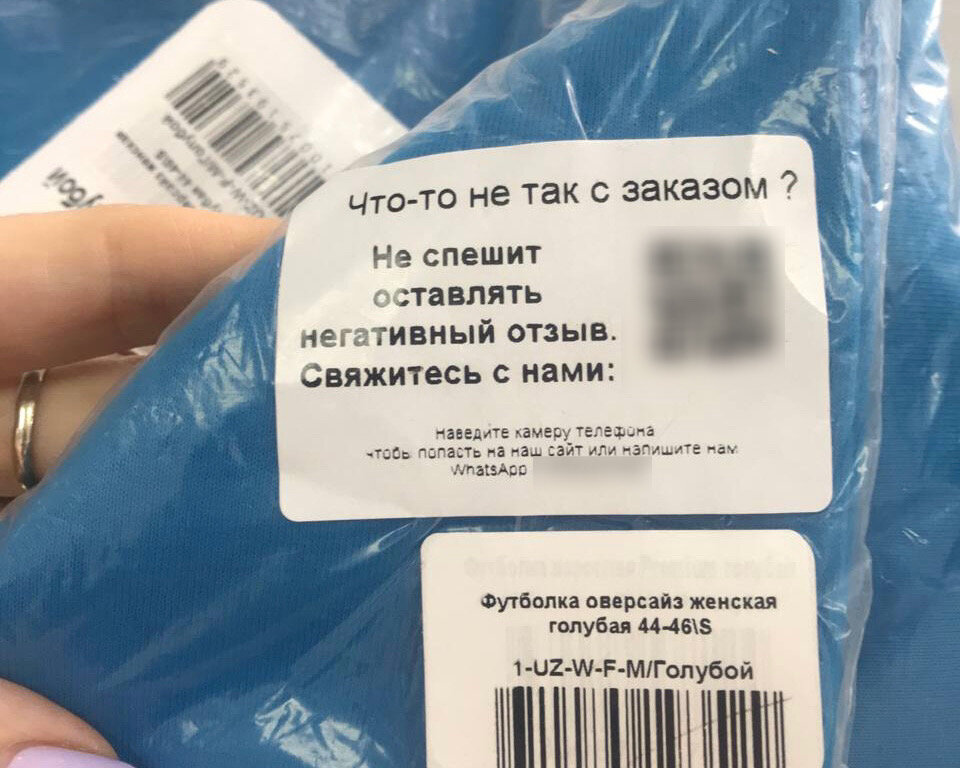 убой
Что-то не так с заказом ?
Не спешит
оставлять
негативный отзыв.
Свяжитесь с нами:
Наведите камеру телефона
чтобы попасть на наш сайт или напишите нам
WhatsApp
Футболка оверсайз женская
голубая 44-46\S
1-UZ-W-F-M/Голубой